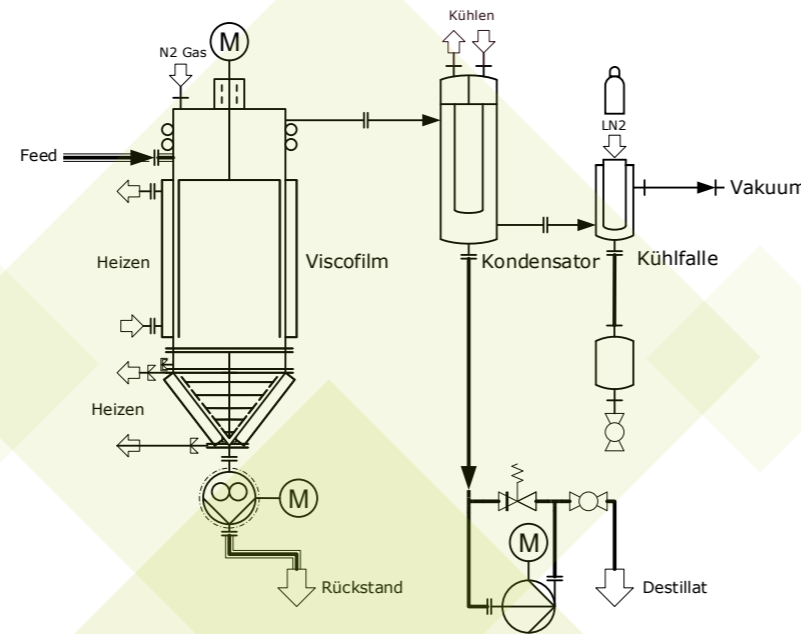 Kühlen
M
N2 Gas
LN2
Feed
Vakuum
Heizen
Viscofilm
Kondensator
Kühlfalle
Heizen
M
M
Rückstand
Destillat